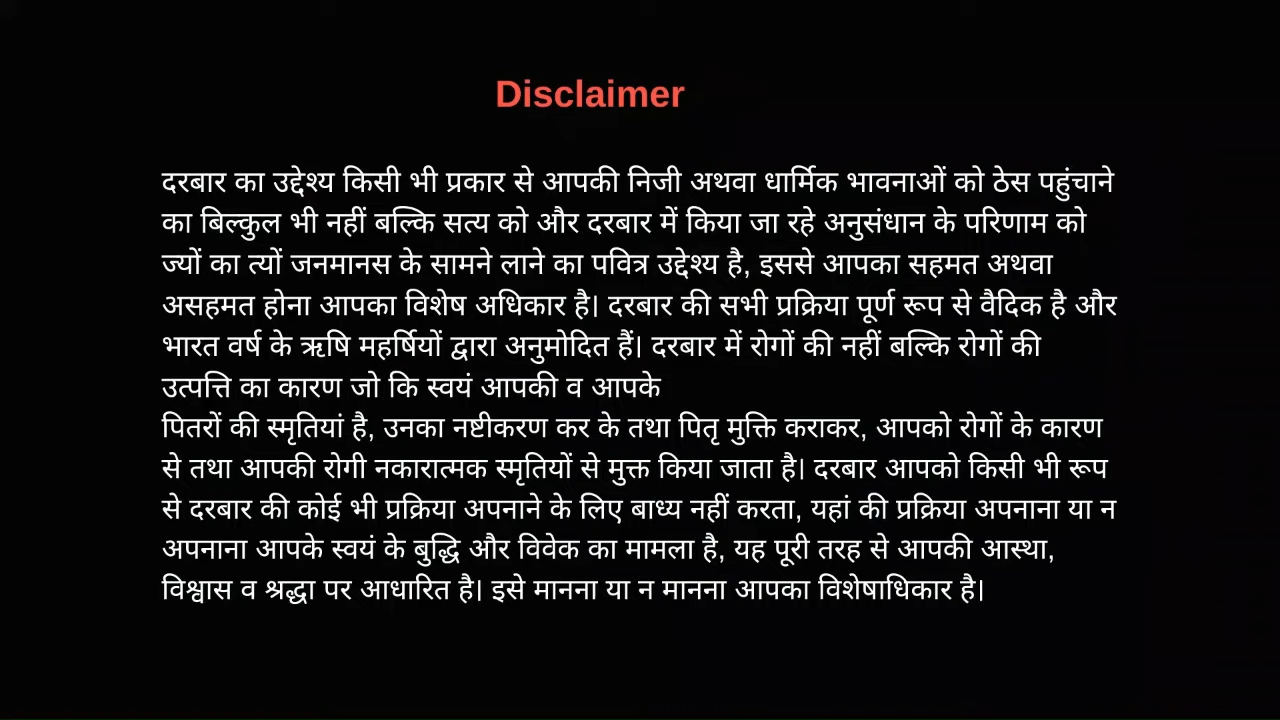 Disclaimer
दरबार का उद्देश्य किसी भी प्रकार से आपकी निजी अथवा धार्मिक भावनाओं को ठेस पहुंचाने
का बिल्कुल भी नहीं बल्कि सत्य को और दरबार में किया जा रहे अनुसंधान के परिणाम को
ज्यों का त्यों जनमानस के सामने लाने का पवित्र उद्देश्य है, इससे आपका सहमत अथवा
असहमत होना आपका विशेष अधिकार है। दरबार की सभी प्रक्रिया पूर्ण रूप से वैदिक है और
भारत वर्ष के ऋषि महर्षियों द्वारा अनुमोदित हैं। दरबार में रोगों की नहीं बल्कि रोगों की
उत्पत्ति का कारण जो कि स्वयं आपकी व आपके
पितरों की स्मृतियां है, उनका नष्टीकरण कर के तथा पितृ मुक्ति कराकर, आपको रोगों के कारण
से तथा आपकी रोगी नकारात्मक स्मृतियों से मुक्त किया जाता है। दरबार आपको किसी भी रूप
से दरबार की कोई भी प्रक्रिया अपनाने के लिए बाध्य नहीं करता, यहां की प्रक्रिया अपनाना या न
अपनाना आपके स्वयं के बुद्धि और विवेक का मामला है, यह पूरी तरह से आपकी आस्था,
विश्वास व श्रद्धा पर आधारित है। इसे मानना या न मानना आपका विशेषाधिकार है।